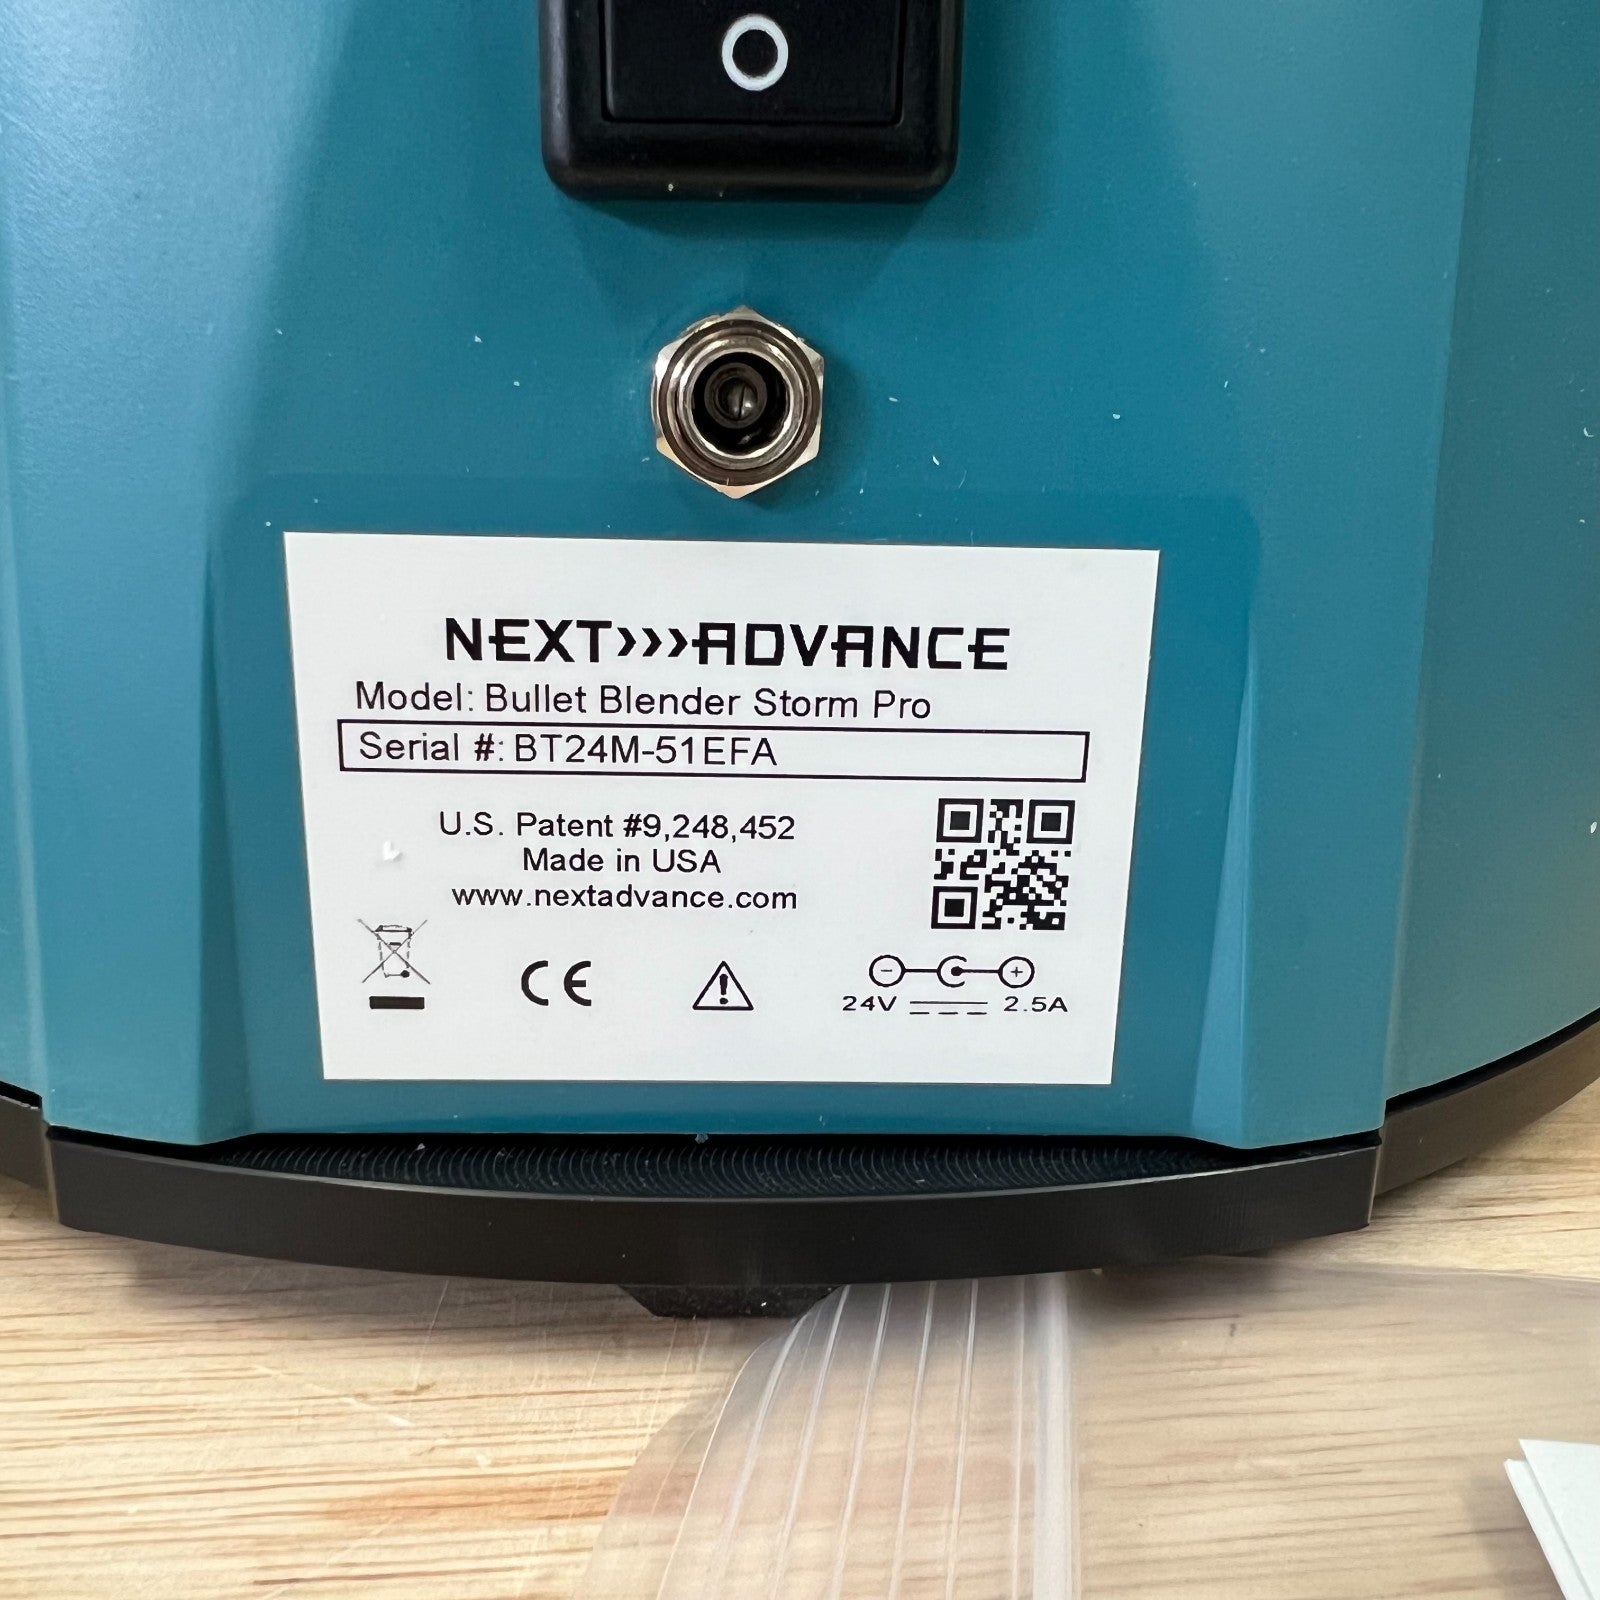 NEXT>>>ADVANCE
Model: Bullet Blender Storm Pro
Serial #: BT24M-51EFA
U.S. Patent #9,248,452
Made in USA
www.nextadvance.com
CE
24V 2.5A